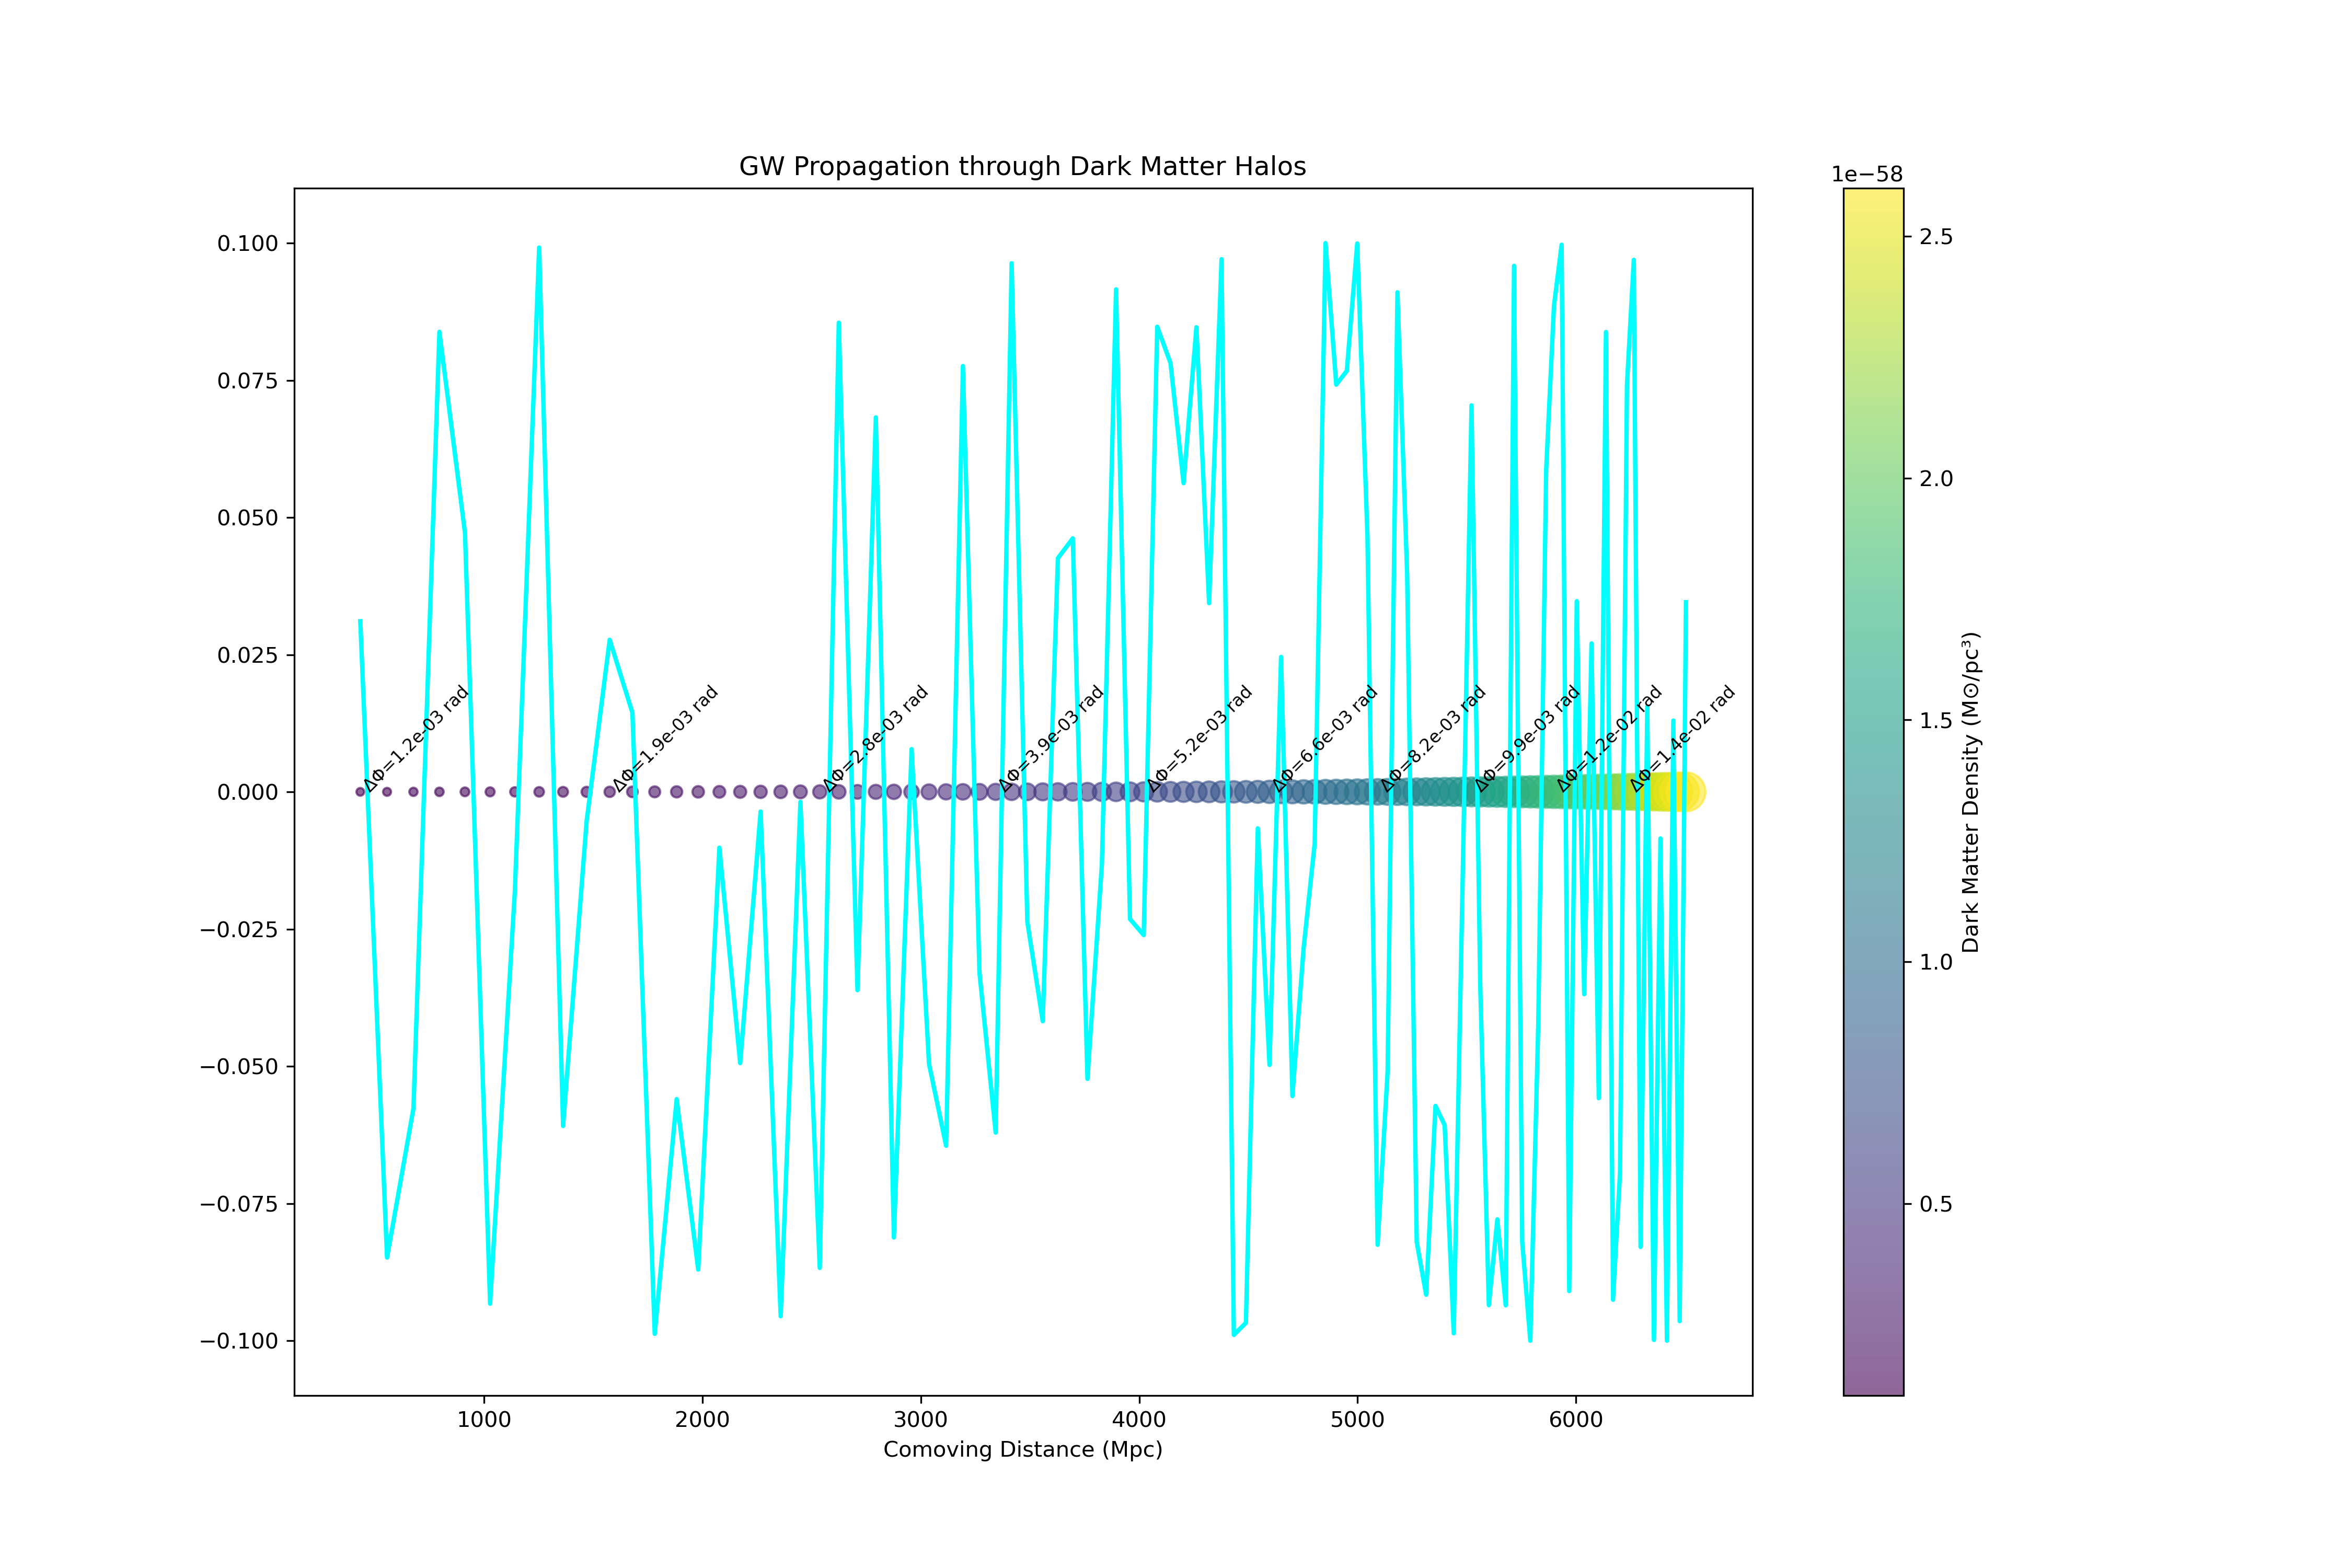 GW Propagation through Dark Matter Halos
1e−58
0.100
0.075
0.050
0.025
0.000
−0.025
−0.050
−0.075
−0.100
ΔΦ=1.2e-03 rad
ΔΦ=1.9e-03 rad
ΔΦ=2.8e-03 rad
ΔΦ=3.9e-03 rad
ΔΦ=5.2e-03 rad
ΔΦ=6.6e-03 rad
ΔΦ=8.2e-03 rad
ΔΦ=9.9e-03 rad
ΔΦ=1.2e-02 rad
ΔΦ=1.4e-02 rad
1000 2000 3000 4000 5000 6000
Comoving Distance (Mpc)
2.5
2.0
1.5
1.0
0.5
Dark Matter Density (M⊙/pc³)